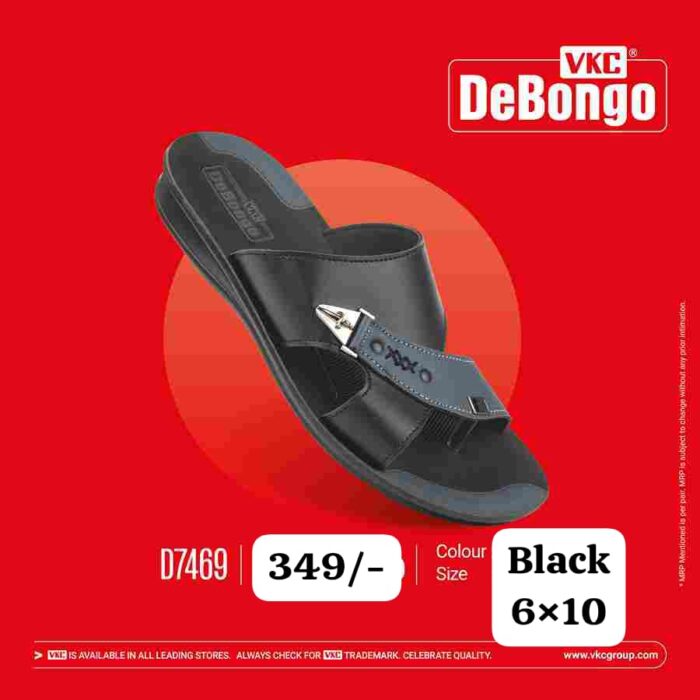 VKC®
DeBongo
VKC
DeBongo
* MRP Mentioned is per pair. MRP is subject to change without any prior intimation.
D7469
349/-
Colour
Black
Size
6×10
> VKC IS AVAILABLE IN ALL LEADING STORES. ALWAYS CHECK FOR VKC TRADEMARK. CELEBRATE QUALITY.
www.vkcgroup.com